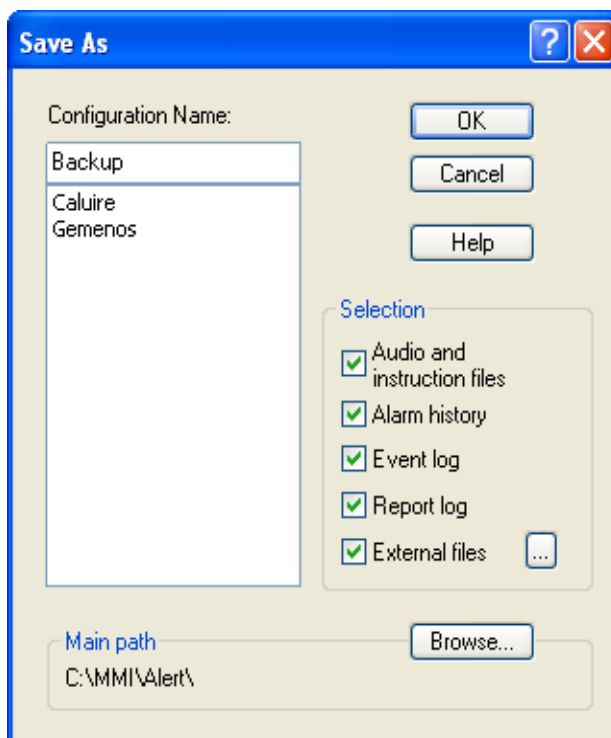 Save As
Configuration Name:
Backup
Caluire
Gemenos
OK
Cancel
Help
Selection
Audio and
instruction files
Alarm history
Event log
Report log
External files
...
Main path
Browse...
C:\MMI\Alert\